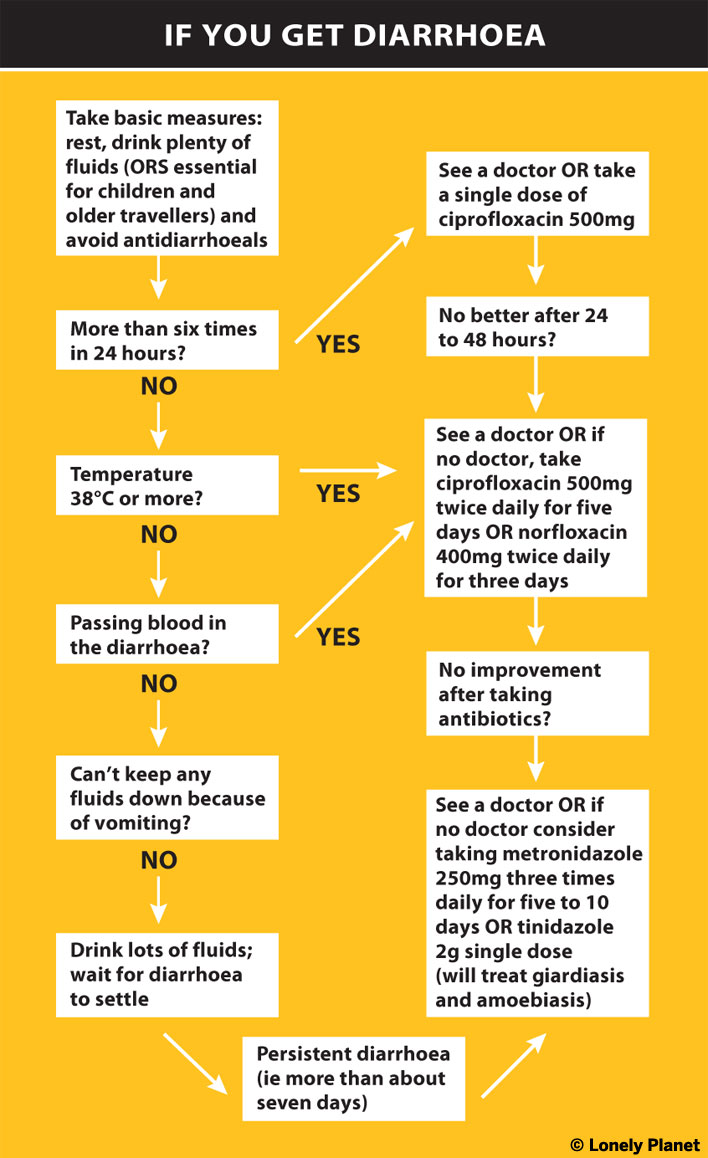 IF YOU GET DIARRHOEA
Take basic measures:
rest, drink plenty of
fluids (ORS essential
for children and
older travellers) and
avoid antidiarrhoeals
More than six times
in 24 hours?
YES
NO
Temperature
38°C or more?
YES
NO
Passing blood in
the diarrhoea?
YES
NO
Can't keep any
fluids down because
of vomiting?
NO
Drink lots of fluids;
wait for diarrhoea
to settle
Persistent diarrhoea
(ie more than about
seven days)
See a doctor OR take
a single dose of
ciprofloxacin 500mg
No better after 24
to 48 hours?
See a doctor OR if
no doctor, take
ciprofloxacin 500mg
twice daily for five
days OR norfloxacin
400mg twice daily
for three days
No improvement
after taking
antibiotics?
See a doctor OR if
no doctor consider
taking metronidazole
250mg three times
daily for five to 10
days OR tinidazole
2g single dose
(will treat giardiasis
and amoebiasis)
© Lonely Planet